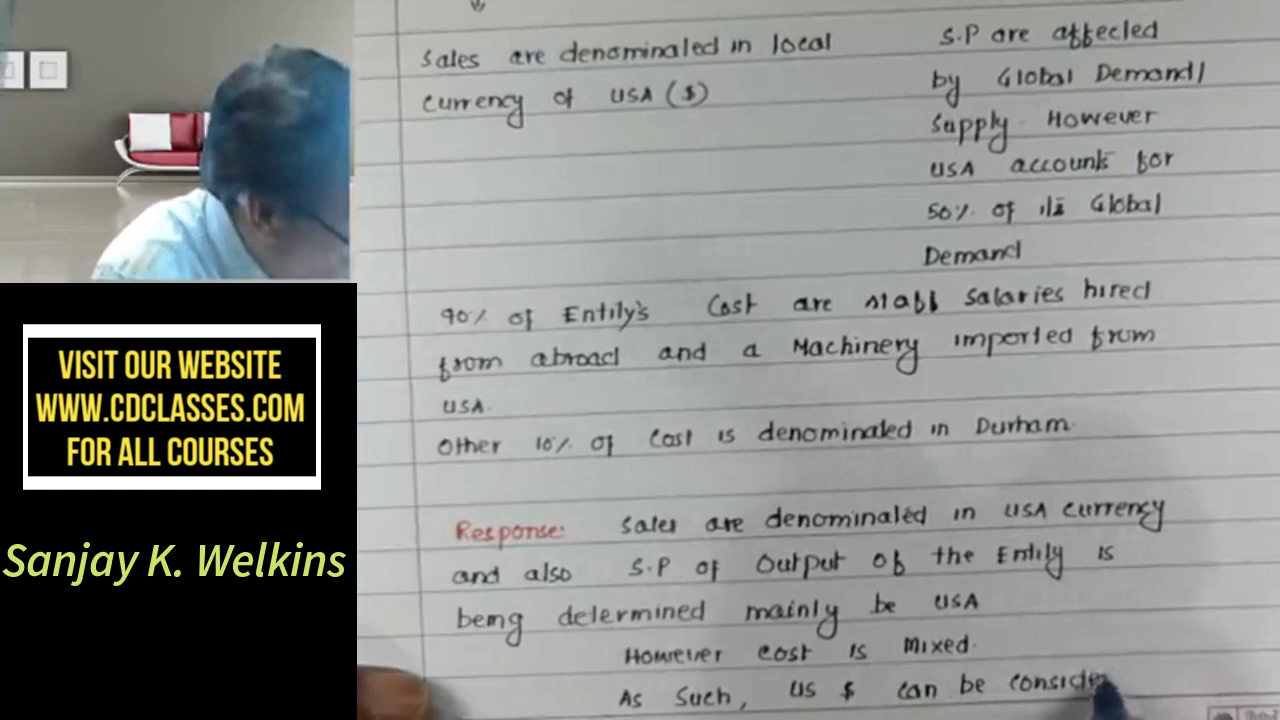 Sales are denominated in local
currency of USA ($)
S.P are affected
by Global Demand/
Supply. However
USA accounts for
50% of its Global
Demand
90% of Entity's Cost are staff salaries hired
from abroad and a Machinery imported from
USA.
Other 10% of cost is denominated in Durham.
Response: Sales are denominated in USA currency
and also S.P of Output of the Entity is
being determined mainly be USA
However cost is Mixed.
As Such, US $ can be conside
VISIT OUR WEBSITE
WWW.CDCLASSES.COM
FOR ALL COURSES
Sanjay K. Welkins